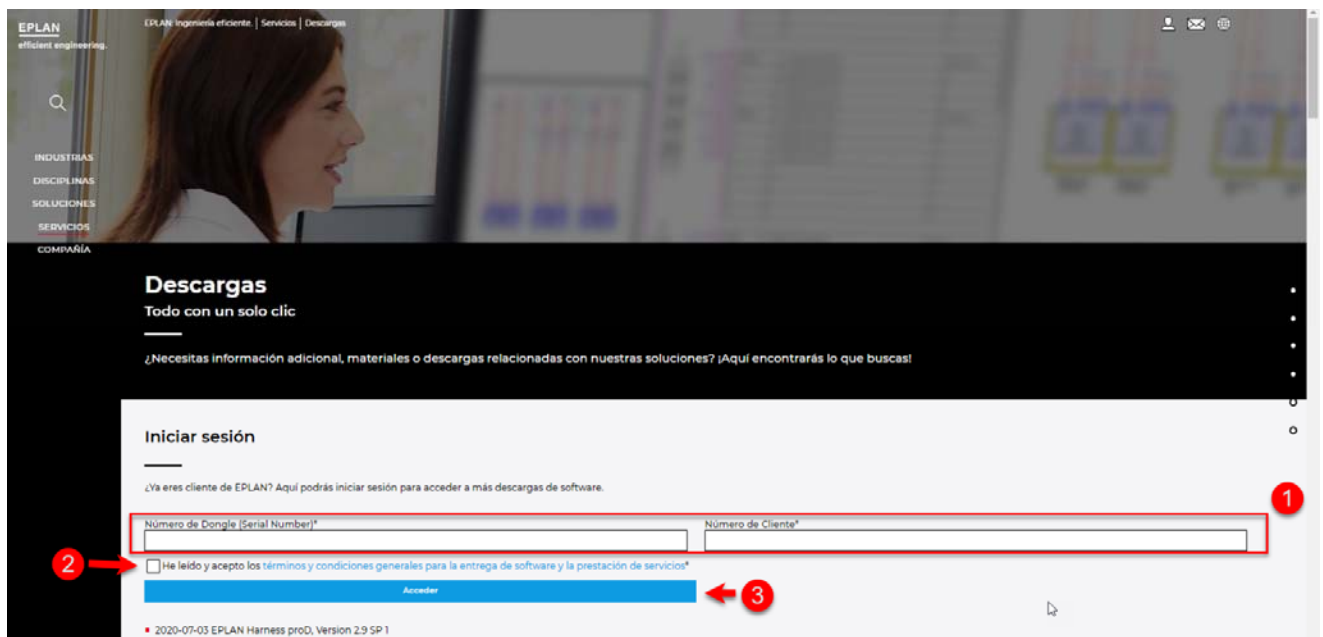 EPLAN
efficient engineering.
EPLAN. Ingeniería eficiente. | Servicios | Descargas
INDUSTRIAS
DISCIPLINAS
SOLUCIONES
SERVICIOS
COMPAÑÍA
Descargas
Todo con un solo clic
¿Necesitas información adicional, materiales o descargas relacionadas con nuestras soluciones? ¡Aquí encontrarás lo que buscas!
Iniciar sesión
¿Ya eres cliente de EPLAN? Aquí podrás iniciar sesión para acceder a más descargas de software.
1
Número de Dongle (Serial Number)* Número de Cliente*
2 He leído y acepto los términos y condiciones generales para la entrega de software y la prestación de servicios*
Acceder 3
2020-07-03 EPLAN Harness proD, Version 2.9 SP 1